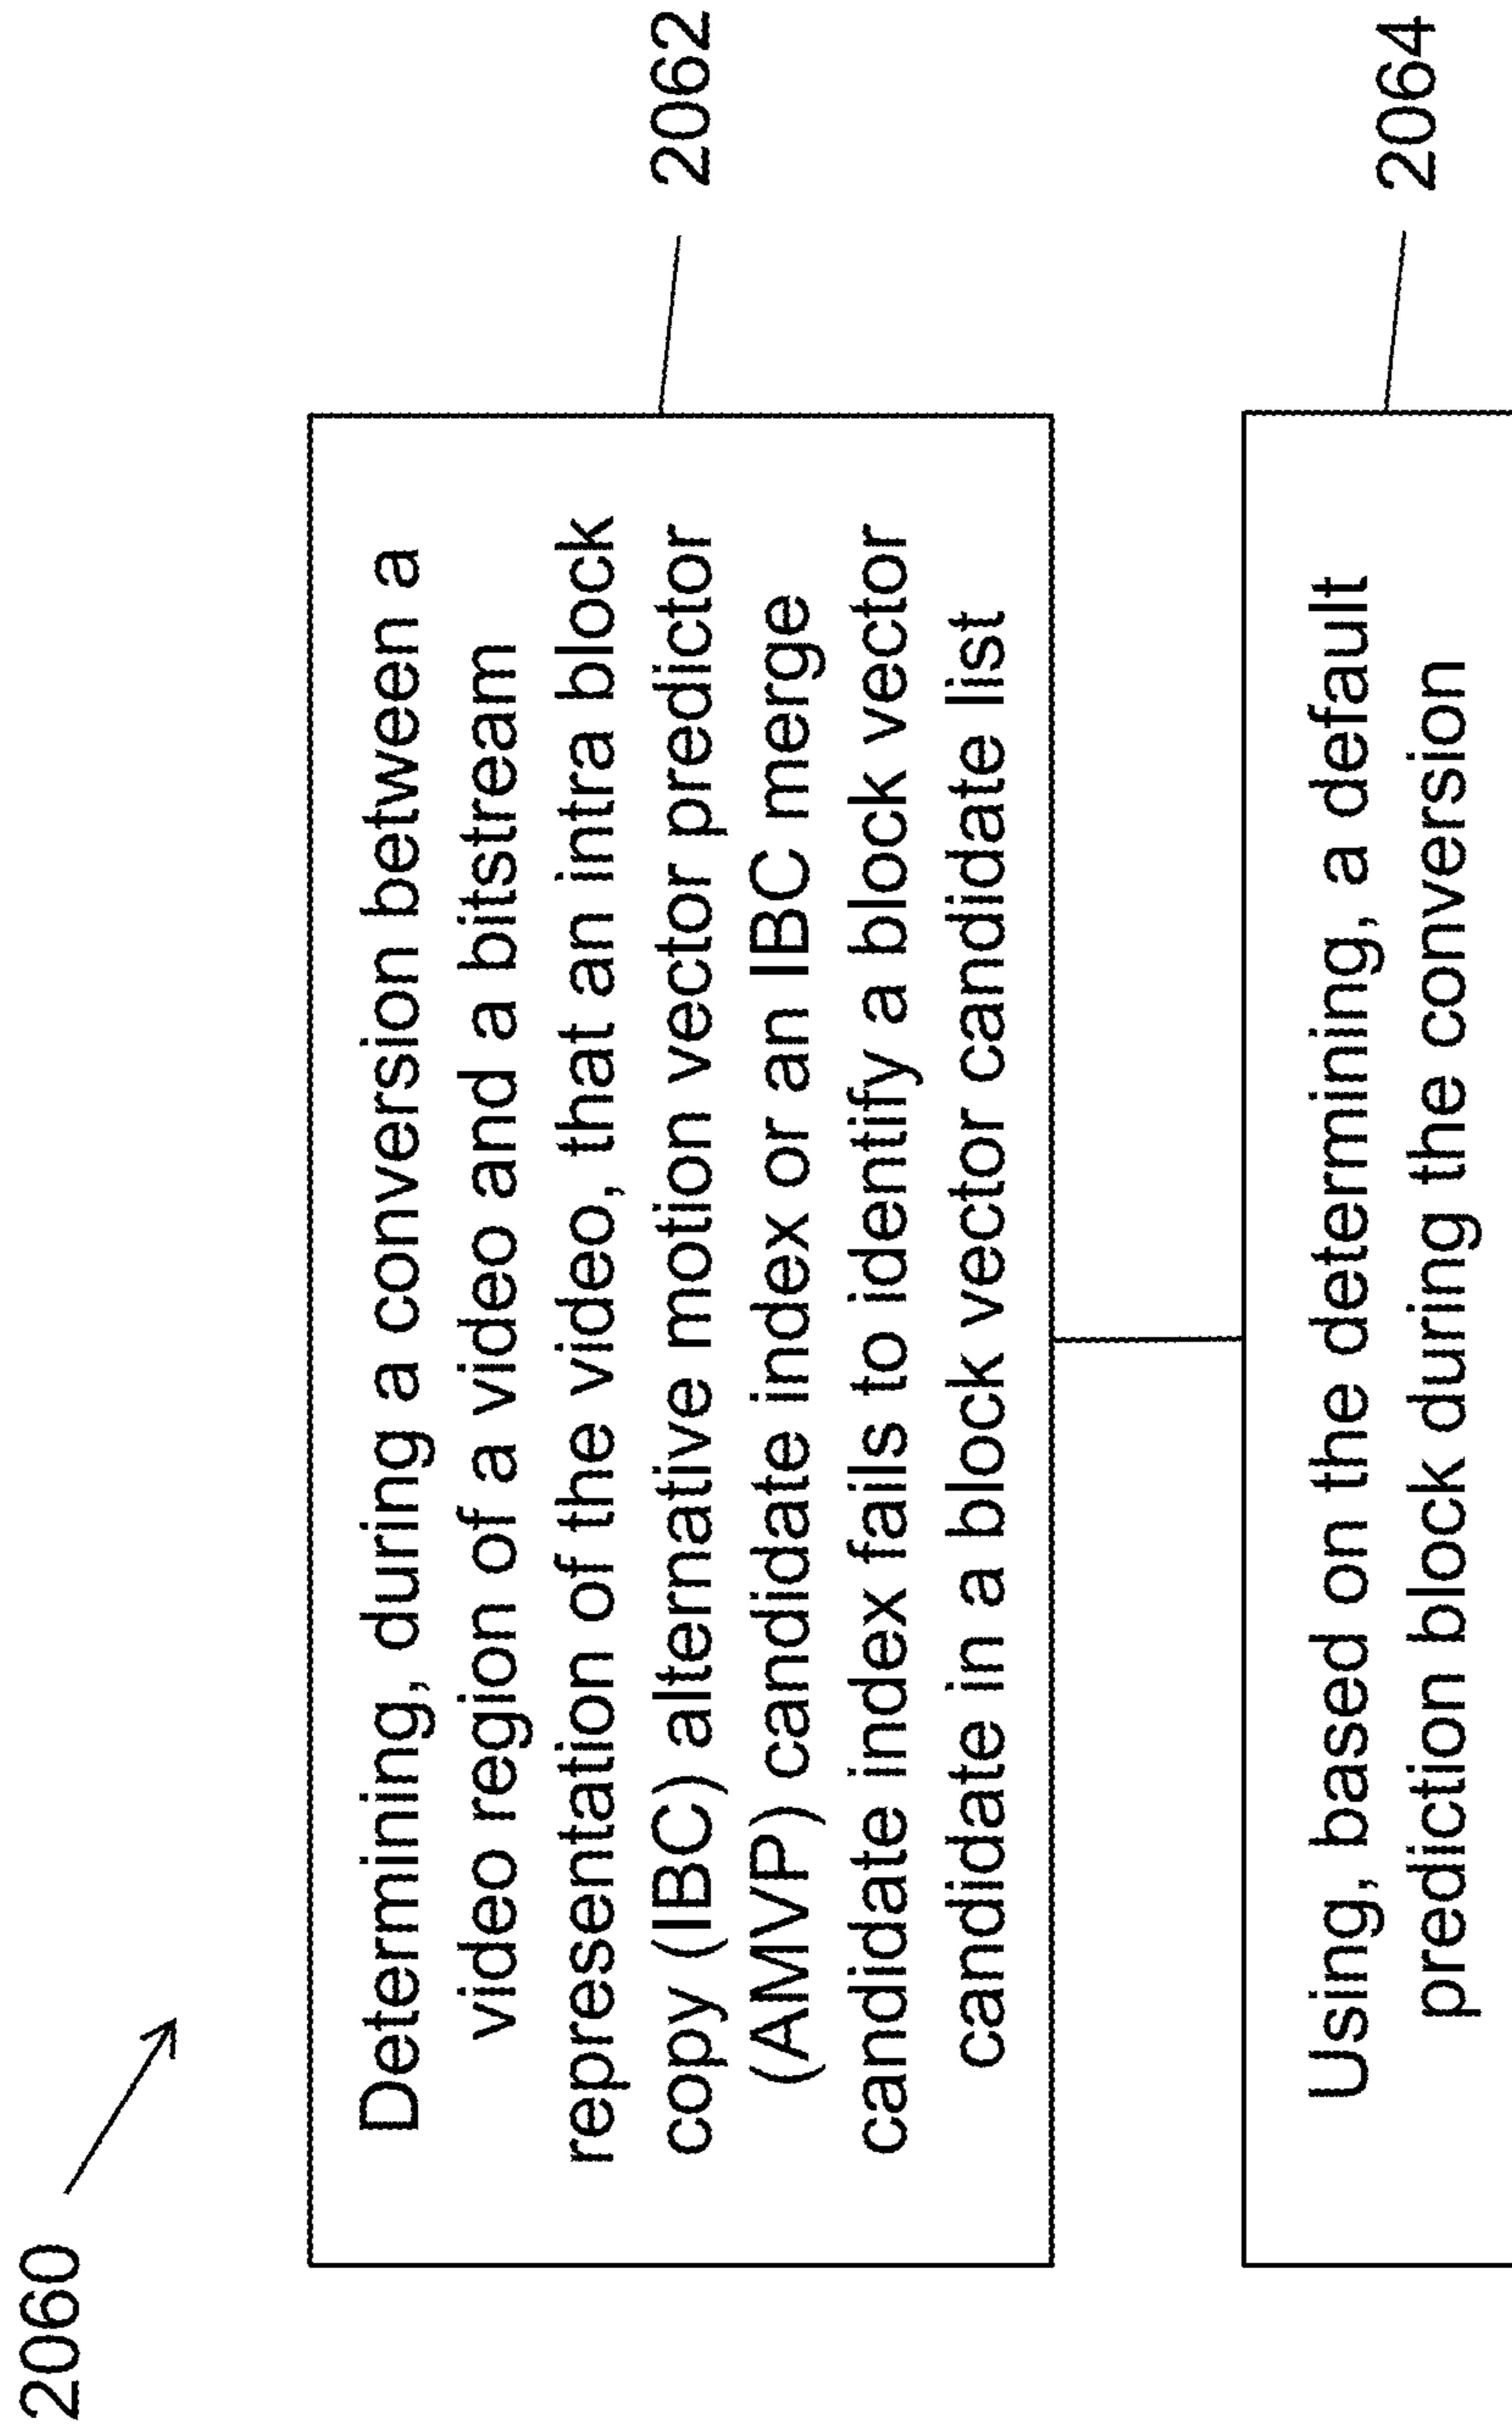 2060
Determining, during a conversion between a
video region of a video and a bitstream
representation of the video, that an intra block
copy (IBC) alternative motion vector predictor
(AMVP) candidate index or an IBC merge
candidate index fails to identify a block vector
candidate in a block vector candidate list
2062
Using, based on the determining, a default
prediction block during the conversion
2064